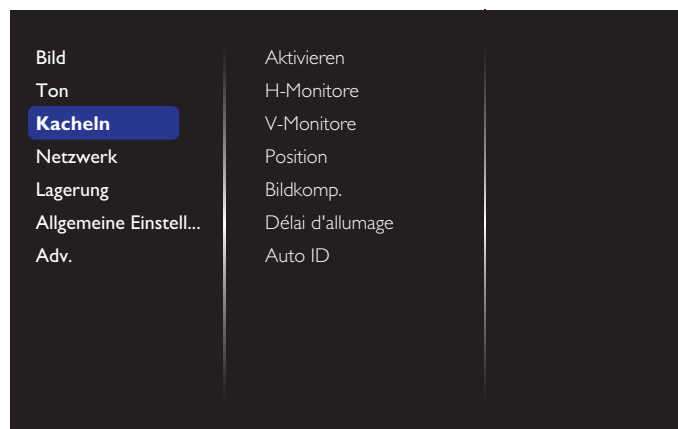 Bild
Ton
Kacheln
Netzwerk
Lagerung
Allgemeine Einstell...
Adv.
Aktivieren
H-Monitore
V-Monitore
Position
Bildkomp.
Délai d'allumage
Auto ID